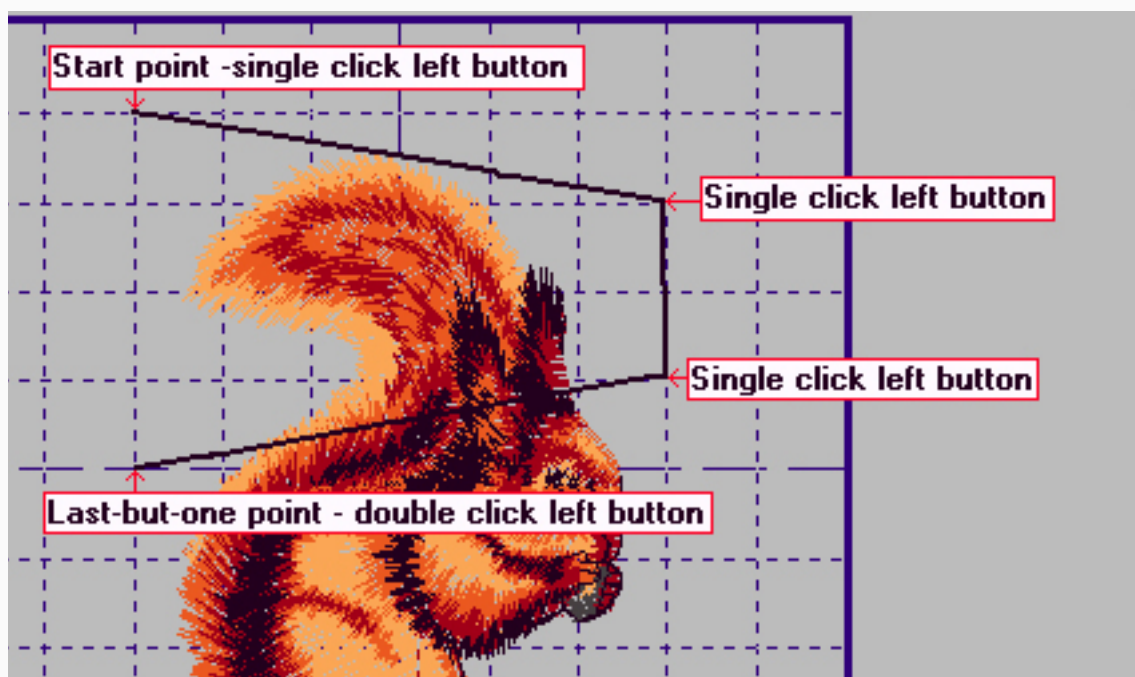 Start point -single click left button
Single click left button
Single click left button
Last-but-one point - double click left button